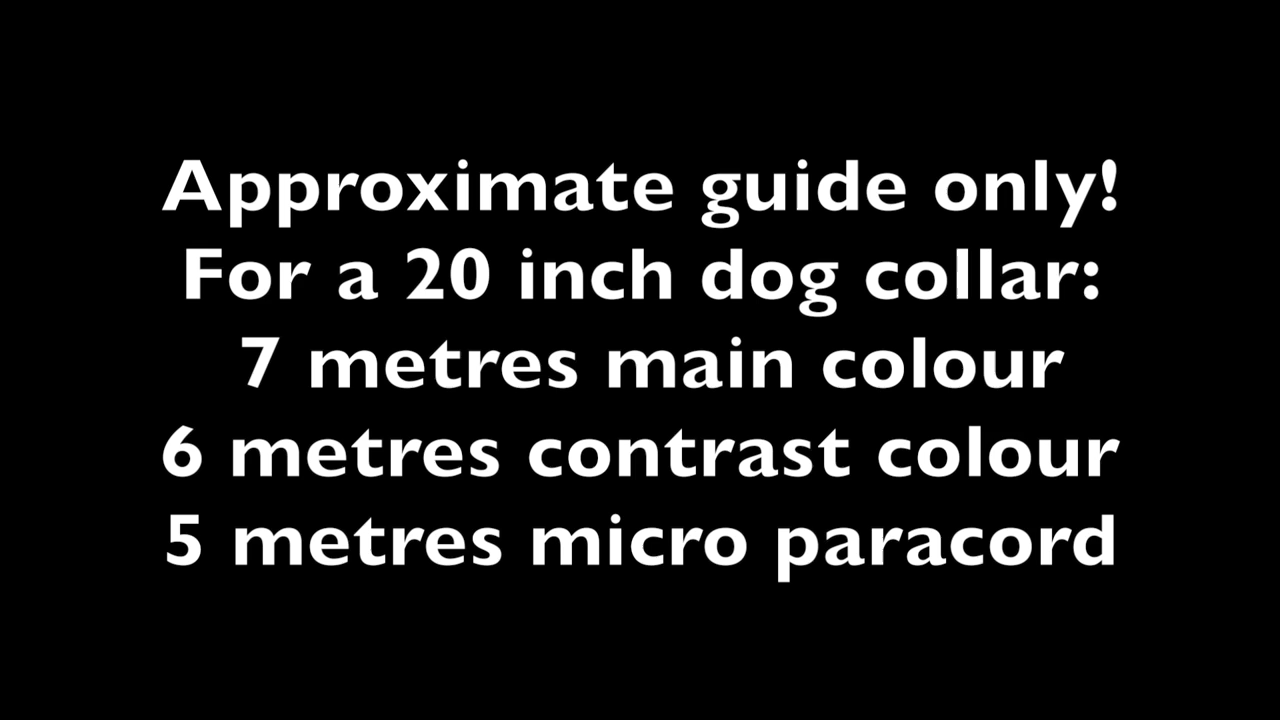 Approximate guide only!
For a 20 inch dog collar:
7 metres main colour
6 metres contrast colour
5 metres micro paracord